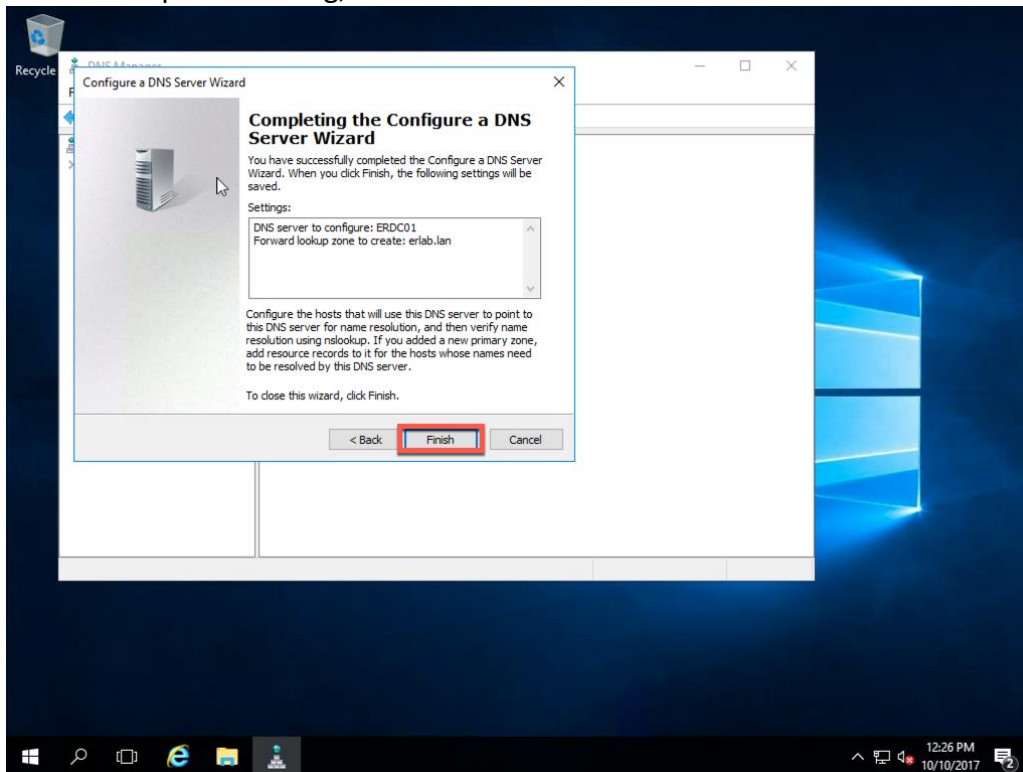 Recycle
DNS Manager
Configure a DNS Server Wizard
Completing the Configure a DNS
Server Wizard
You have successfully completed the Configure a DNS Server
Wizard. When you click Finish, the following settings will be
saved.
Settings:
DNS server to configure: ERDC01
Forward lookup zone to create: erlab.lan
Configure the hosts that will use this DNS server to point to
this DNS server for name resolution, and then verify name
resolution using nslookup. If you added a new primary zone,
add resource records to it for the hosts whose names need
to be resolved by this DNS server.
To close this wizard, click Finish.
< Back Finish Cancel
12:26 PM
10/10/2017
2